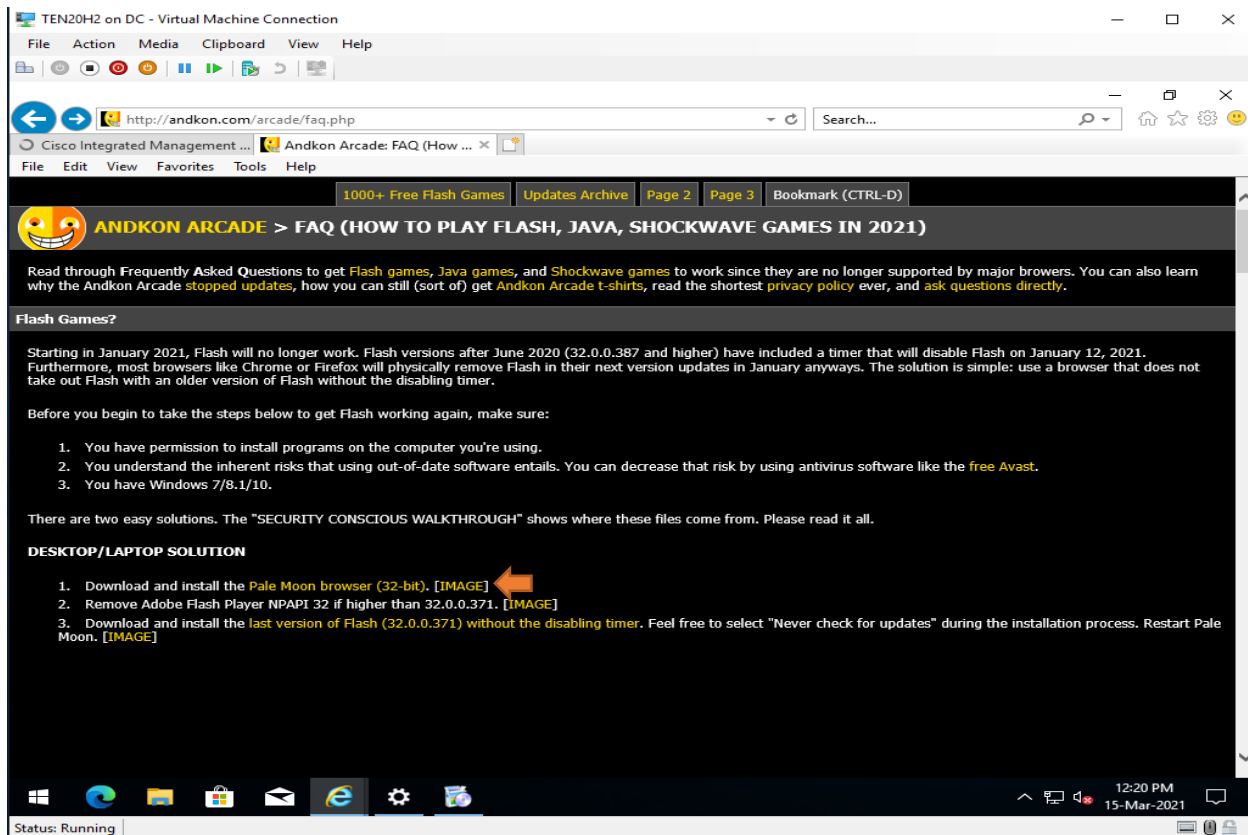 TEN20H2 on DC - Virtual Machine Connection
File Action Media Clipboard View Help
http://andkon.com/arcade/faq.php
Search...
Cisco Integrated Management ...
Andkon Arcade: FAQ (How ...
File Edit View Favorites Tools Help
1000+ Free Flash Games Updates Archive Page 2 Page 3 Bookmark (CTRL-D)
ANDKON ARCADE > FAQ (HOW TO PLAY FLASH, JAVA, SHOCKWAVE GAMES IN 2021)
Read through Frequently Asked Questions to get Flash games, Java games, and Shockwave games to work since they are no longer supported by major browers. You can also learn
why the Andkon Arcade stopped updates, how you can still (sort of) get Andkon Arcade t-shirts, read the shortest privacy policy ever, and ask questions directly.
Flash Games?
Starting in January 2021, Flash will no longer work. Flash versions after June 2020 (32.0.0.387 and higher) have included a timer that will disable Flash on January 12, 2021.
Furthermore, most browsers like Chrome or Firefox will physically remove Flash in their next version updates in January anyways. The solution is simple: use a browser that does not
take out Flash with an older version of Flash without the disabling timer.
Before you begin to take the steps below to get Flash working again, make sure:
1. You have permission to install programs on the computer you're using.
2. You understand the inherent risks that using out-of-date software entails. You can decrease that risk by using antivirus software like the free Avast.
3. You have Windows 7/8.1/10.
There are two easy solutions. The "SECURITY CONSCIOUS WALKTHROUGH" shows where these files come from. Please read it all.
DESKTOP/LAPTOP SOLUTION
1. Download and install the Pale Moon browser (32-bit). [IMAGE]
2. Remove Adobe Flash Player NPAPI 32 if higher than 32.0.0.371. [IMAGE]
3. Download and install the last version of Flash (32.0.0.371) without the disabling timer. Feel free to select "Never check for updates" during the installation process. Restart Pale
Moon. [IMAGE]
12:20 PM
15-Mar-2021
Status: Running